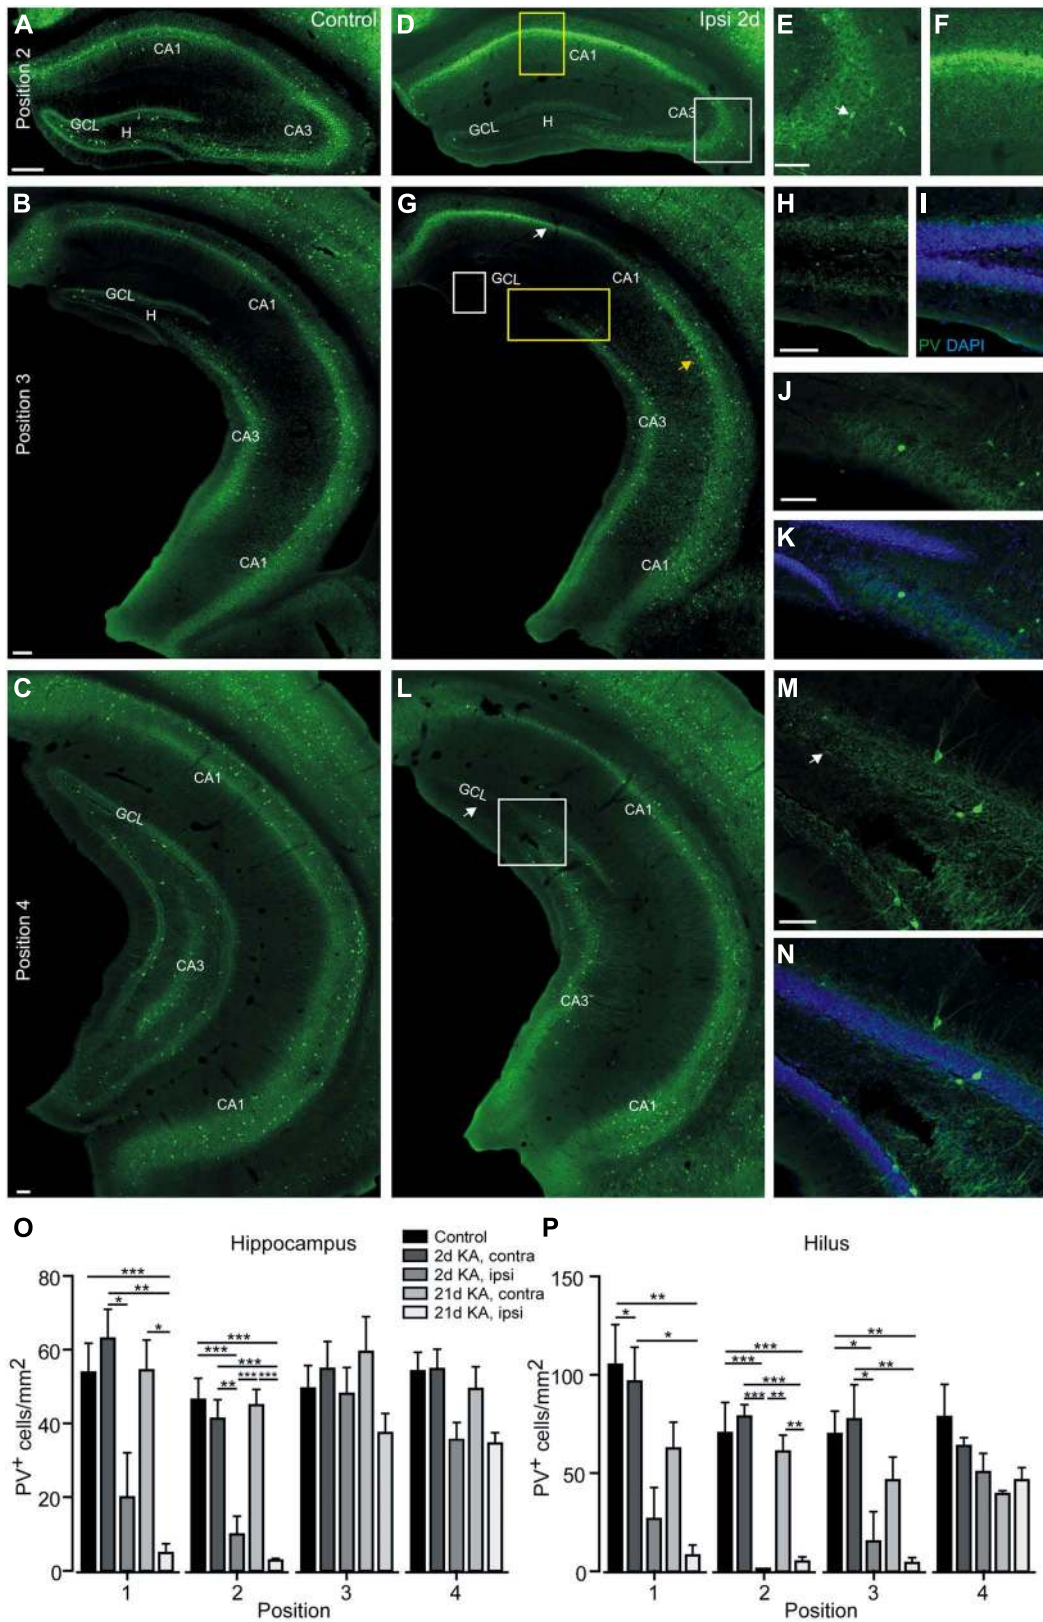 A Control D Ipsi 2d E F
Position 2
CA1 CA1
GCL H CA3 GCL H CA3
B G H I
GCL H CA1 GCL CA1
PV DAPI
Position 3
J
CA3 CA3
K
CA1 CA1
C L M
CA1 GCL CA1
GCL
Position 4
N
CA3 CA3
CA1 CA1
O Hippocampus P Hilus
Control
2d KA, contra
2d KA, ipsi
21d KA, contra
21d KA, ipsi
PV+ cells/mm2
80
60
40
20
0
*** ** * *
*** *** *** ** *** ***
1 2 3 4
Position
PV+ cells/mm2
150
100
50
0
** * *
*** *** *** *** ** **
** * ** *
1 2 3 4
Position